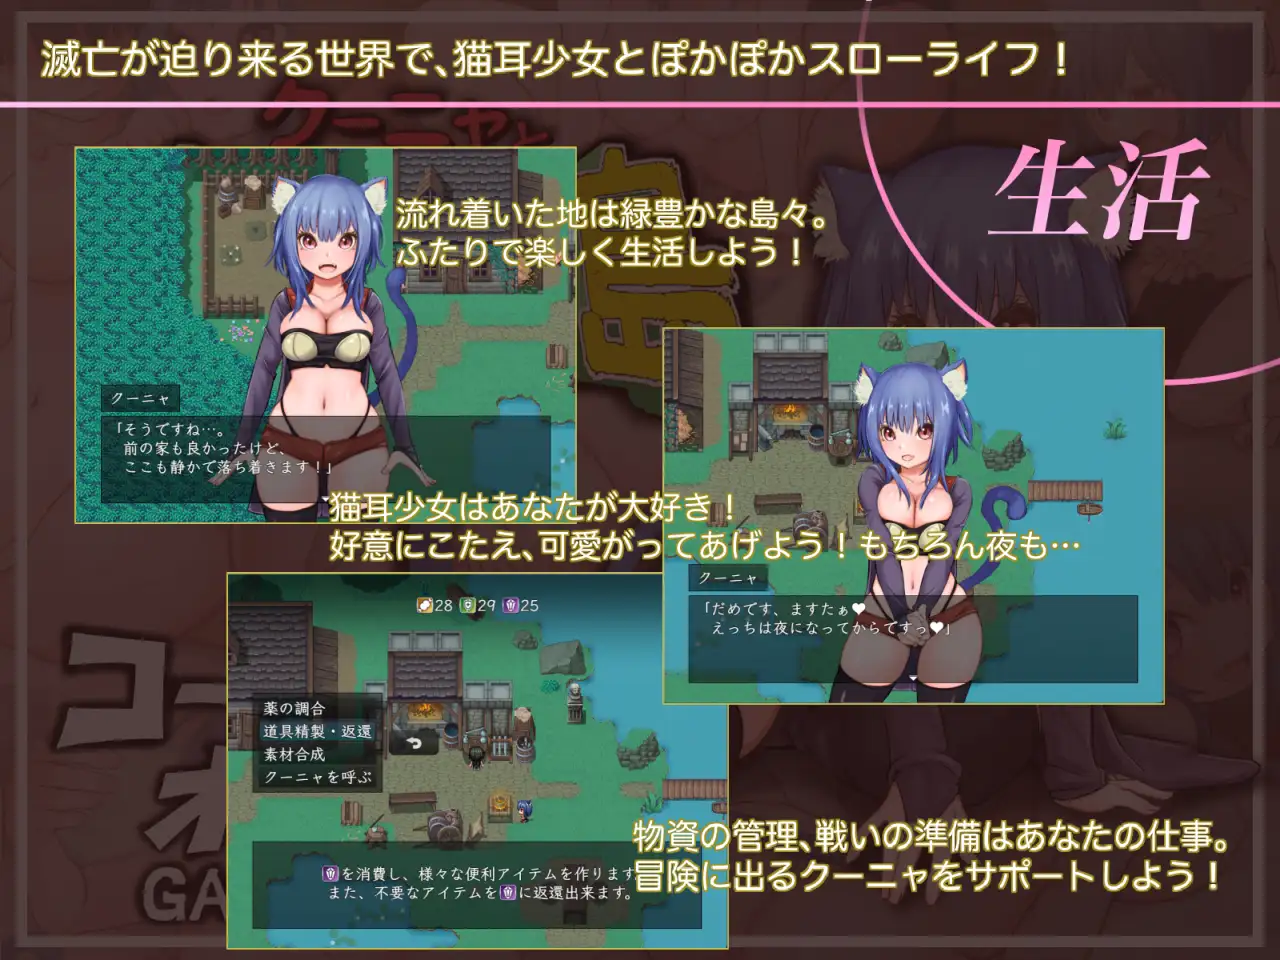 滅亡が迫り来る世界で、猫耳少女とぽかぽかスローライフ！
クーニャと
生活
流れ着いた地は緑豊かな島々。
ふたりで楽しく生活しよう！
島
クーニャ
「そうですね…。
前の家も良かったけど、
ここも静かで落ち着きます！」
猫耳少女はあなたが大好き！
好意にこたえ、可愛がってあげよう！もちろん夜も…
クーニャ
「だめです、ますたぁ♥
えっちは夜になってからですっ♥」
28 29 25
薬の調合
道具精製・返還
素材合成
クーニャを呼ぶ
を消費し、様々な便利アイテムを作ります
また、不要なアイテムをに返還出来ます。
物資の管理、戦いの準備はあなたの仕事。
冒険に出るクーニャをサポートしよう！
コー
ネ
GA